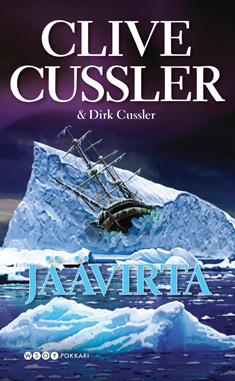 CLIVE
CUSSLER
& Dirk Cussler
JÄÄVIRTA
WSOY POKKARI